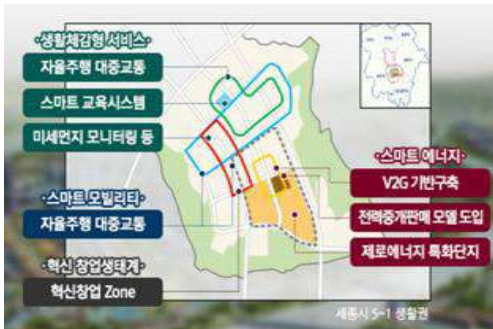 ·생활체감형 서비스·
자율주행 대중교통
스마트 교육시스템
미세먼지 모니터링 등
·스마트 모빌리티·
자율주행 대중교통
·혁신 창업생태계·
혁신창업 Zone
·스마트 에너지·
V2G 기반구축
전력중개판매 모델 도입
제로에너지 특화단지
세종시 5-1 생활권